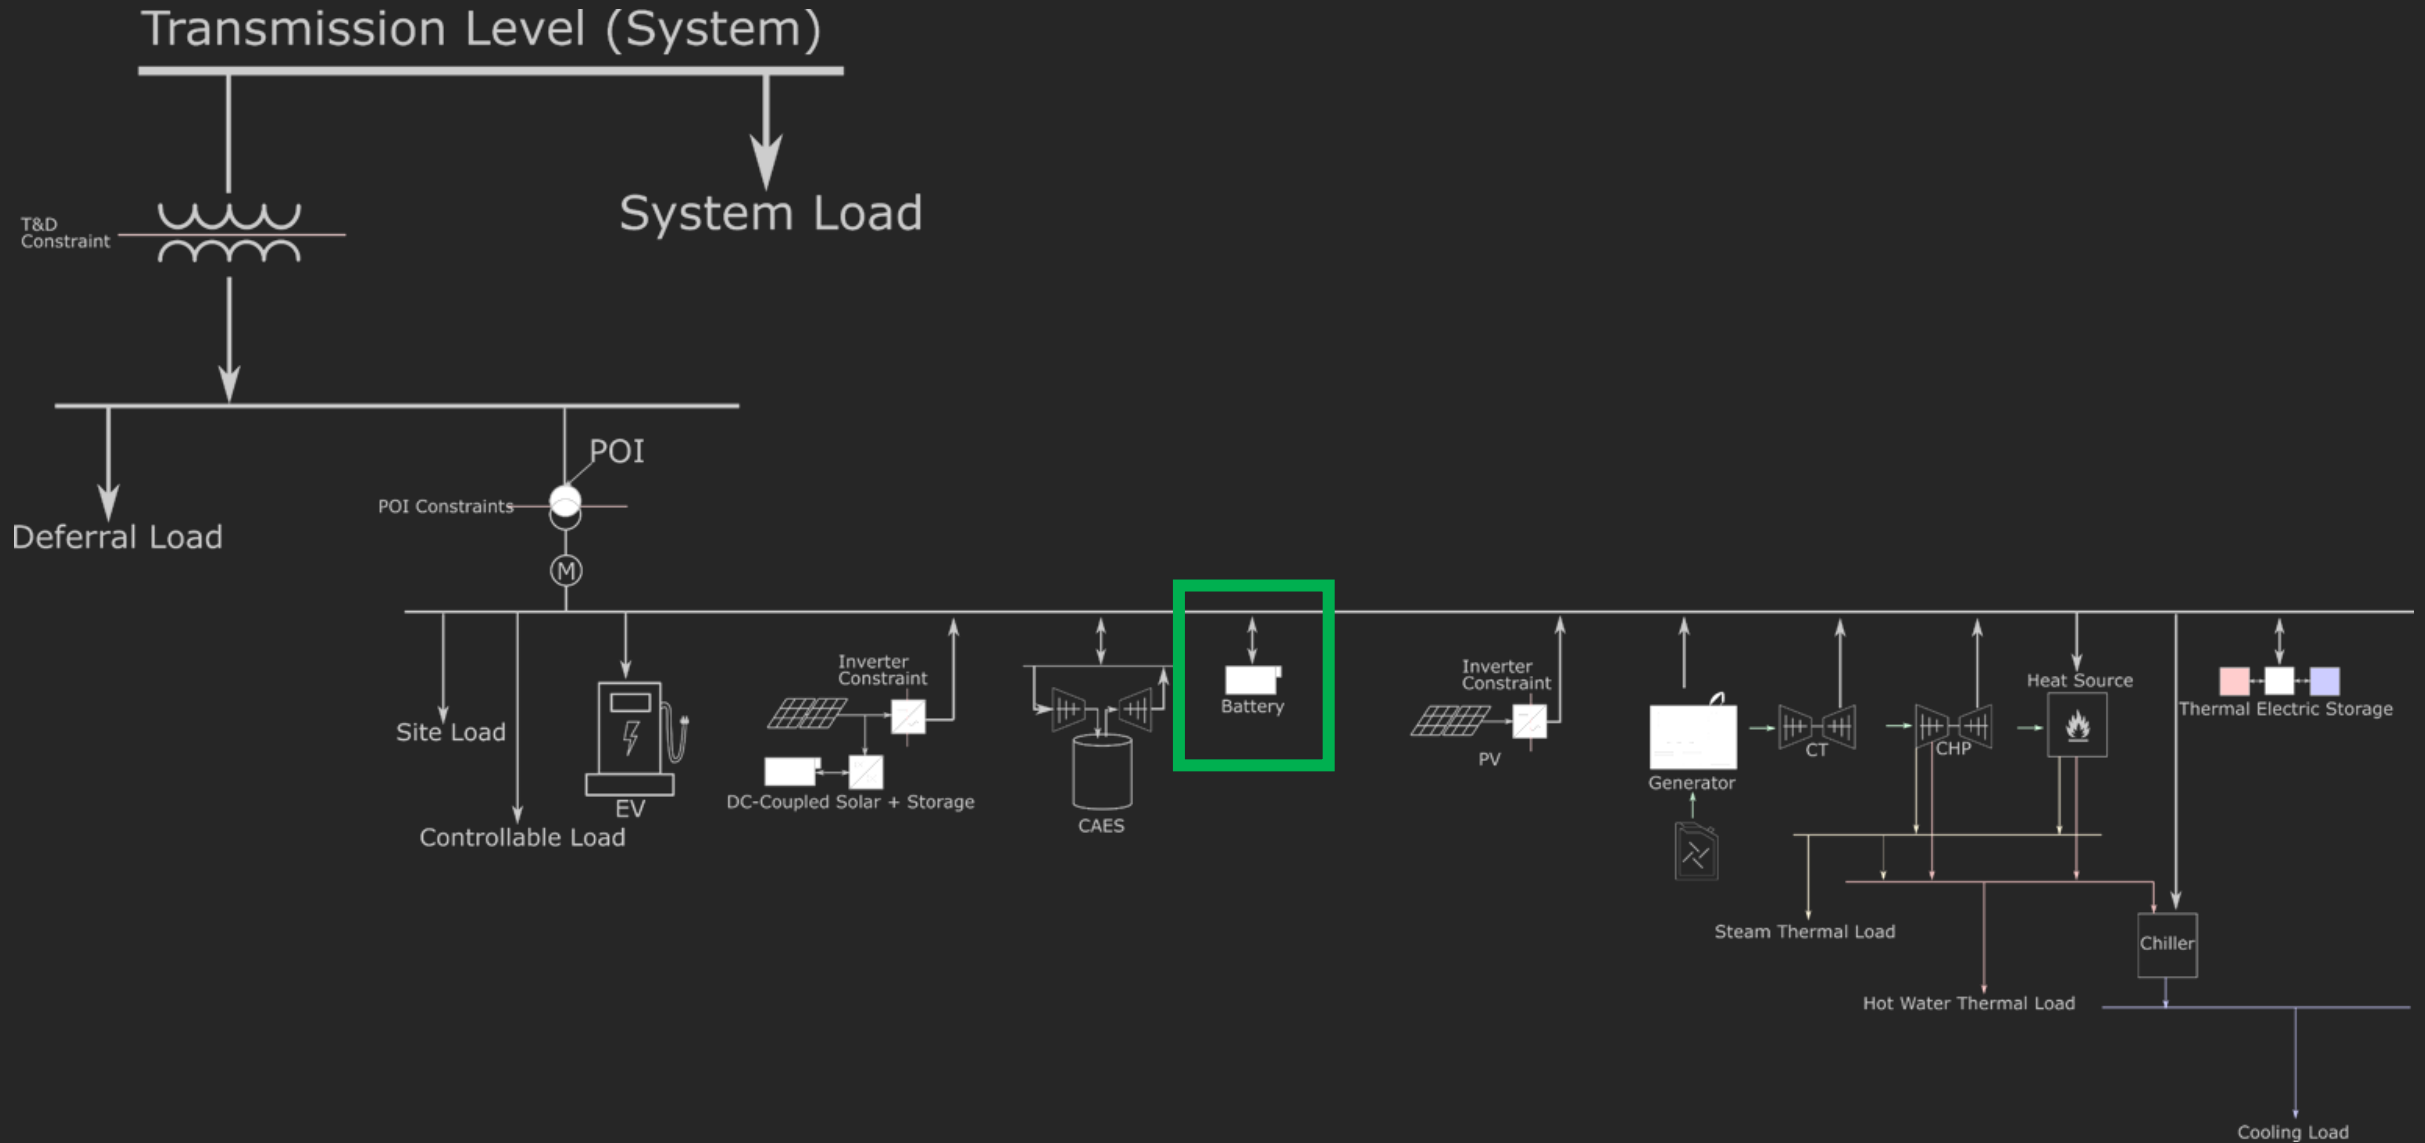 Transmission Level (System)
System Load
T&D
Constraint
POI
POI Constraints
Deferral Load
M
Site Load
Controllable Load
EV
Inverter
Constraint
DC-Coupled Solar + Storage
CAES
Battery
Inverter
Constraint
PV
Generator
CT
CHP
Heat Source
Thermal Electric Storage
Steam Thermal Load
Chiller
Hot Water Thermal Load
Cooling Load